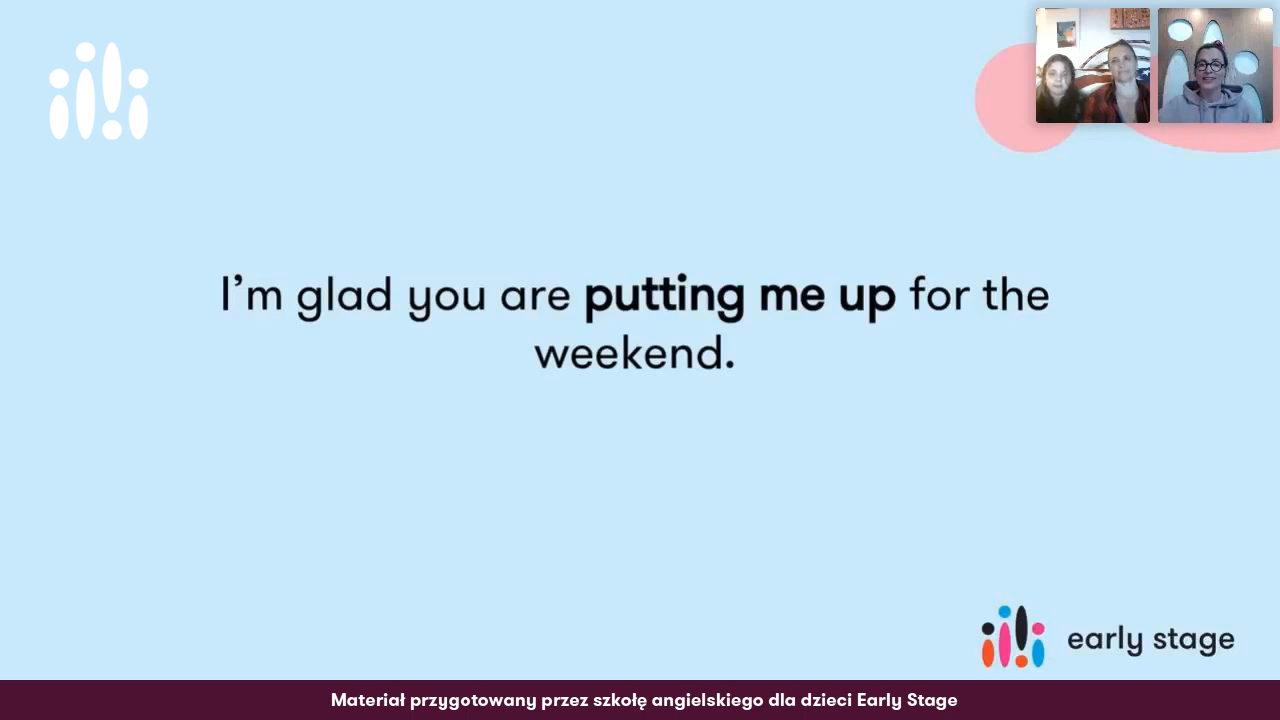 I’m glad you are putting me up for the
weekend.
early stage
Materiał przygotowany przez szkołę angielskiego dla dzieci Early Stage